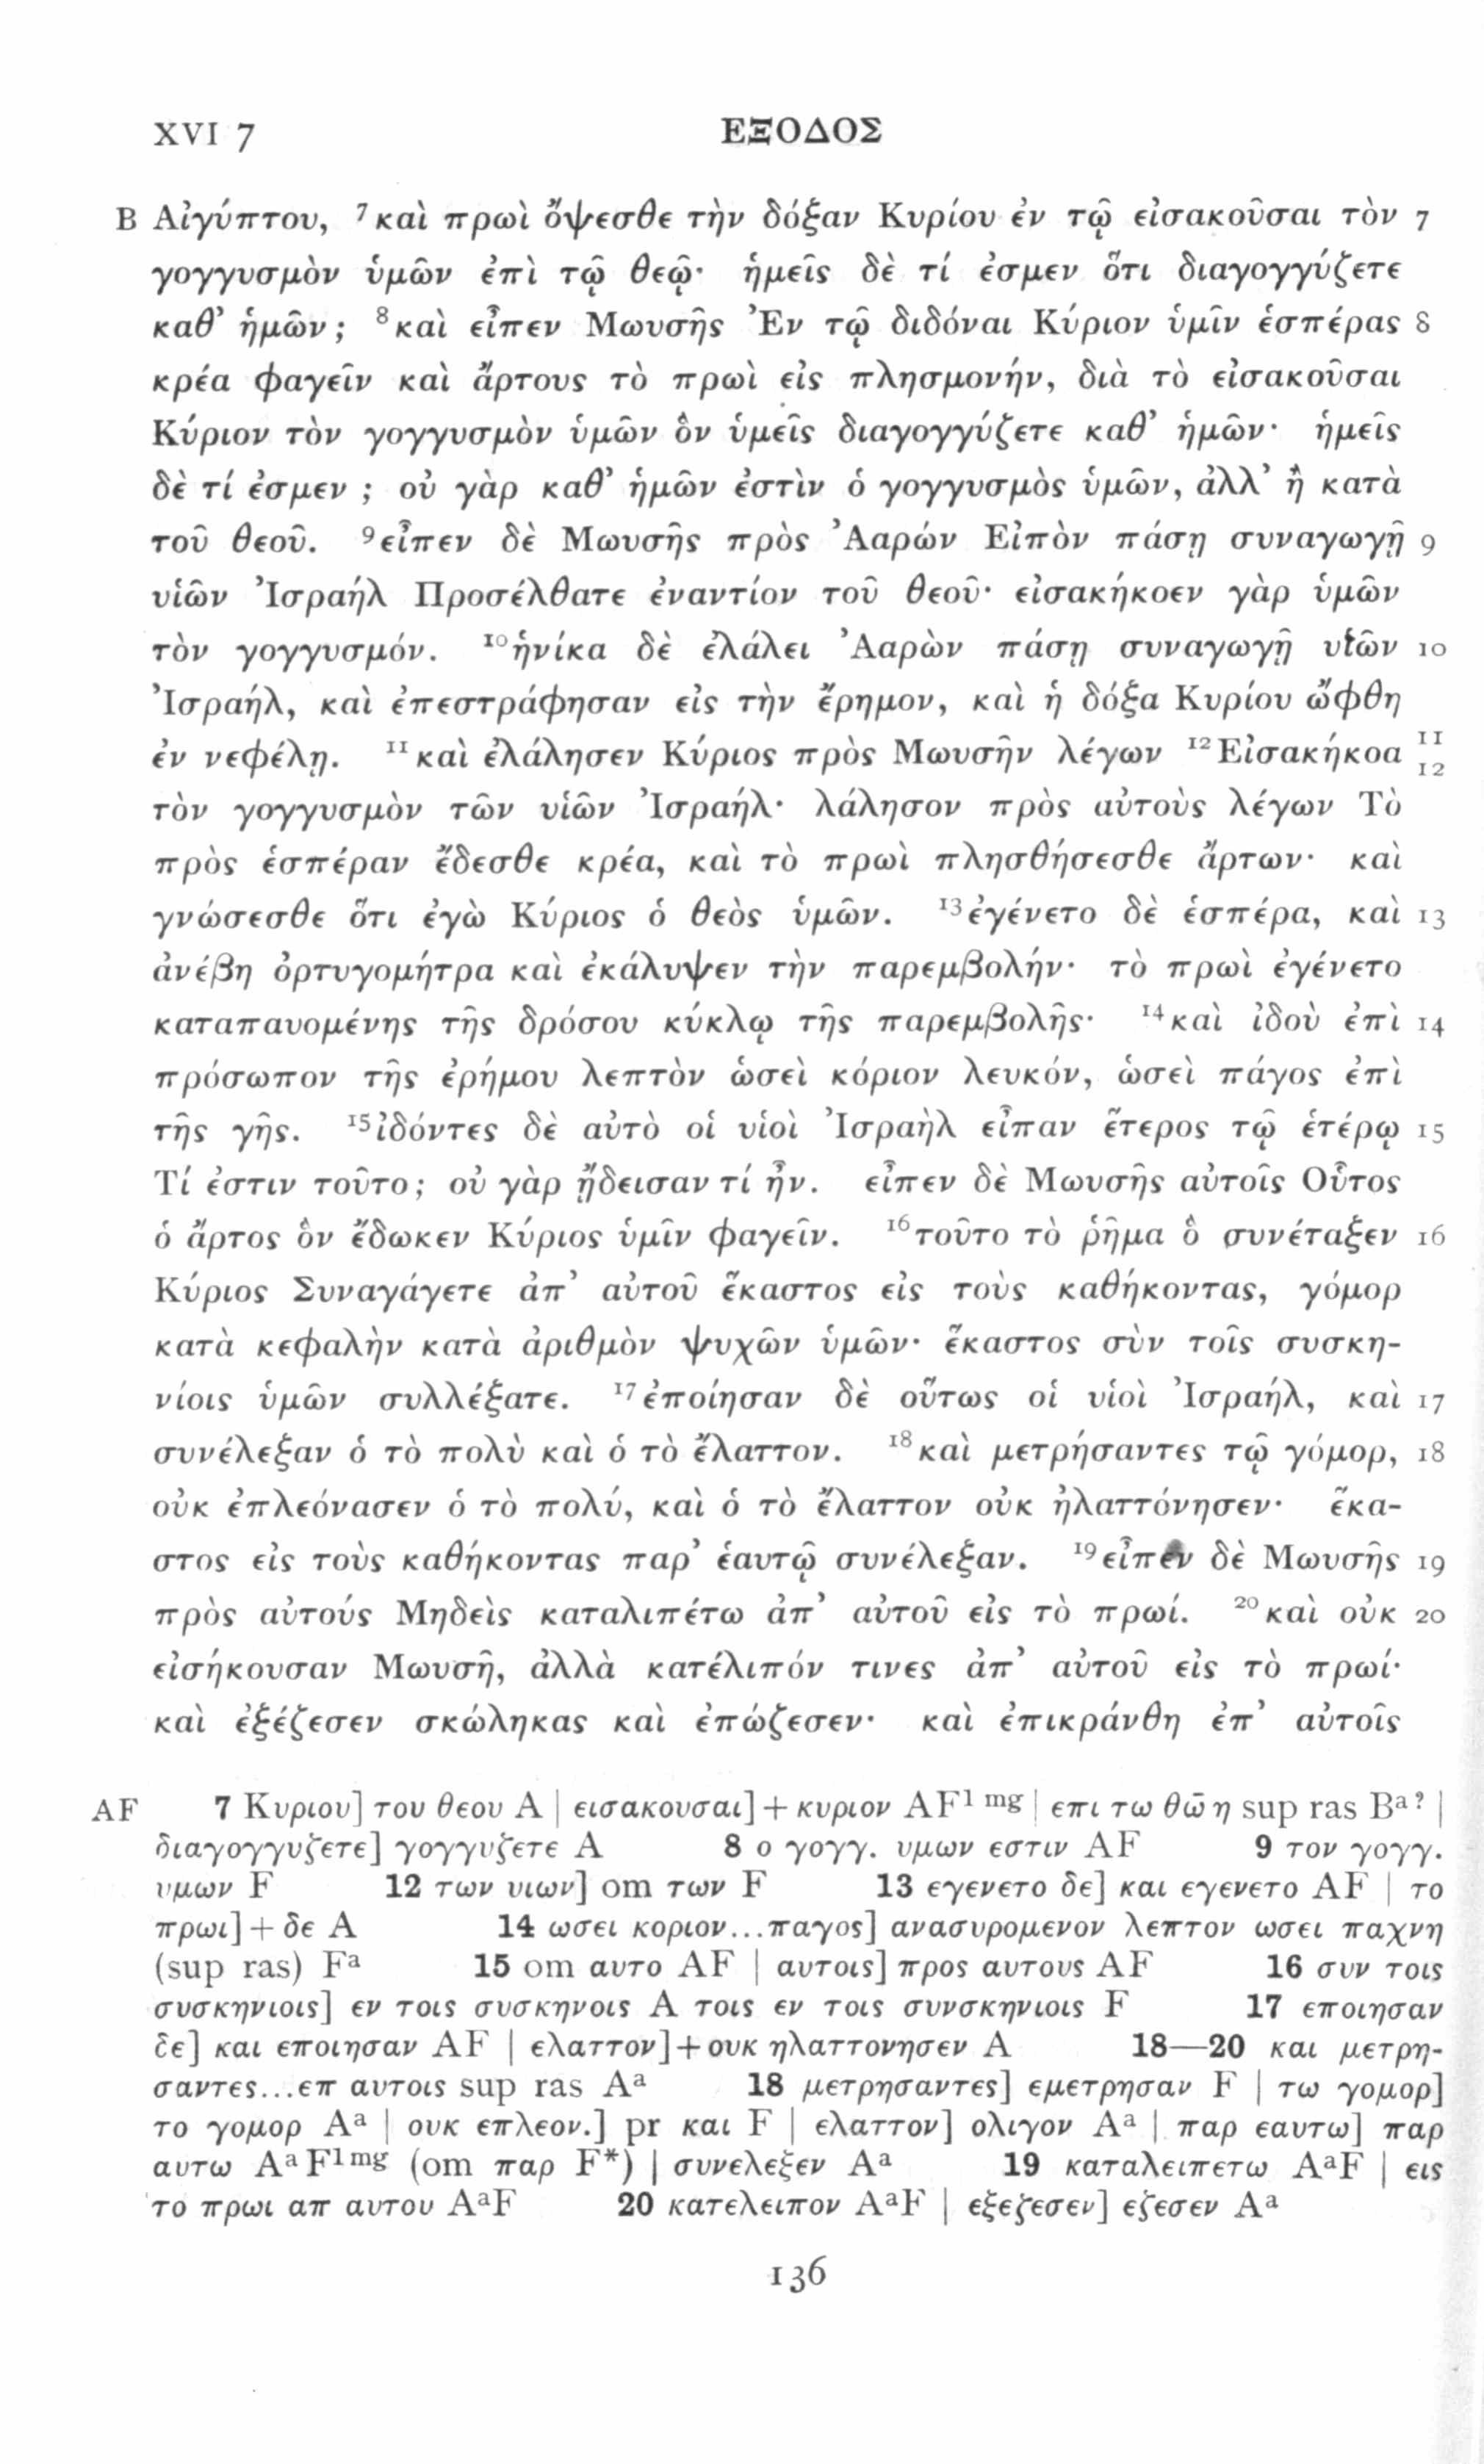 XVI 7 ΕΞΟΔΟΣ
B Αἰγύπτου, ⁷καὶ πρωὶ ὄψεσθε τὴν δόξαν Κυρίου ἐν τῷ εἰσακοῦσαι τὸν 7
γογγυσμὸν ὑμῶν ἐπὶ τῷ θεῷ· ἡμεῖς δὲ τί ἐσμεν ὅτι διαγογγύζετε
καθ’ ἡμῶν; ⁸καὶ εἶπεν Μωυσῆς Ἐν τῷ διδόναι Κύριον ὑμῖν ἑσπέρας 8
κρέα φαγεῖν καὶ ἄρτους τὸ πρωὶ εἰς πλησμονήν, διὰ τὸ εἰσακοῦσαι
Κύριον τὸν γογγυσμὸν ὑμῶν ὃν ὑμεῖς διαγογγύζετε καθ’ ἡμῶν· ἡμεῖς
δὲ τί ἐσμεν; οὐ γὰρ καθ’ ἡμῶν ἐστὶν ὁ γογγυσμὸς ὑμῶν, ἀλλ’ ἢ κατὰ
τοῦ θεοῦ. ⁹εἶπεν δὲ Μωυσῆς πρὸς Ἀαρών Εἰπὸν πάσῃ συναγωγῇ 9
υἱῶν Ἰσραήλ Προσέλθατε ἐναντίον τοῦ θεοῦ· εἰσακήκοεν γὰρ ὑμῶν
τὸν γογγυσμόν. ¹⁰ἡνίκα δὲ ἐλάλει Ἀαρὼν πάσῃ συναγωγῇ υἱῶν 10
Ἰσραήλ, καὶ ἐπεστράφησαν εἰς τὴν ἔρημον, καὶ ἡ δόξα Κυρίου ὤφθη
ἐν νεφέλῃ. ¹¹καὶ ἐλάλησεν Κύριος πρὸς Μωυσῆν λέγων ¹²Εἰσακήκοα 11 12
τὸν γογγυσμὸν τῶν υἱῶν Ἰσραήλ· λάλησον πρὸς αὐτοὺς λέγων Τὸ
πρὸς ἑσπέραν ἔδεσθε κρέα, καὶ τὸ πρωὶ πλησθήσεσθε ἄρτων· καὶ
γνώσεσθε ὅτι ἐγὼ Κύριος ὁ θεὸς ὑμῶν. ¹³ἐγένετο δὲ ἑσπέρα, καὶ 13
ἀνέβη ὀρτυγομήτρα καὶ ἐκάλυψεν τὴν παρεμβολήν· τὸ πρωὶ ἐγένετο
καταπαυομένης τῆς δρόσου κύκλῳ τῆς παρεμβολῆς· ¹⁴καὶ ἰδοὺ ἐπὶ 14
πρόσωπον τῆς ἐρήμου λεπτὸν ὡσεὶ κόριον λευκόν, ὡσεὶ πάγος ἐπὶ
τῆς γῆς. ¹⁵ἰδόντες δὲ αὐτὸ οἱ υἱοὶ Ἰσραὴλ εἶπαν ἕτερος τῷ ἑτέρῳ 15
Τί ἐστιν τοῦτο; οὐ γὰρ ᾔδεισαν τί ἦν. εἶπεν δὲ Μωυσῆς αὐτοῖς Οὗτος
ὁ ἄρτος ὃν ἔδωκεν Κύριος ὑμῖν φαγεῖν. ¹⁶τοῦτο τὸ ῥῆμα ὃ συνέταξεν 16
Κύριος Συναγάγετε ἀπ’ αὐτοῦ ἕκαστος εἰς τοὺς καθήκοντας, γόμορ
κατὰ κεφαλὴν κατὰ ἀριθμὸν ψυχῶν ὑμῶν· ἕκαστος σὺν τοῖς συσκη-
νίοις ὑμῶν συλλέξατε. ¹⁷ἐποίησαν δὲ οὕτως οἱ υἱοὶ Ἰσραήλ, καὶ 17
συνέλεξαν ὁ τὸ πολὺ καὶ ὁ τὸ ἔλαττον. ¹⁸καὶ μετρήσαντες τῷ γόμορ, 18
οὐκ ἐπλεόνασεν ὁ τὸ πολύ, καὶ ὁ τὸ ἔλαττον οὐκ ἠλαττόνησεν· ἕκα-
στος εἰς τοὺς καθήκοντας παρ’ ἑαυτῷ συνέλεξαν. ¹⁹εἶπεν δὲ Μωυσῆς 19
πρὸς αὐτούς Μηδεὶς καταλιπέτω ἀπ’ αὐτοῦ εἰς τὸ πρωί. ²⁰καὶ οὐκ 20
εἰσήκουσαν Μωυσῆ, ἀλλὰ κατέλιπόν τινες ἀπ’ αὐτοῦ εἰς τὸ πρωί·
καὶ ἐξέζεσεν σκώληκας καὶ ἐπώζεσεν· καὶ ἐπικράνθη ἐπ’ αὐτοῖς
AF 7 Κυριου] του θεου A | εισακουσαι]+κυριον AF¹ ᵐᵍ | επι τω θω̄ η sup ras Bᵃ? |
διαγογγυζετε] γογγυζετε A 8 ο γογγ. υμων εστιν AF 9 τον γογγ.
υμων F 12 των υιων] om των F 13 εγενετο δε] και εγενετο AF | το
πρωι]+δε A 14 ωσει κοριον...παγος] ανασυρομενον λεπτον ωσει παχνη
(sup ras) Fᵃ 15 om αυτο AF | αυτοις] προς αυτους AF 16 συν τοις
συσκηνιοις] εν τοις συσκηνοις A τοις εν τοις συνσκηνιοις F 17 εποιησαν
δε] και εποιησαν AF | ελαττον]+ουκ ηλαττονησεν A 18—20 και μετρη-
σαντες...επ αυτοις sup ras Aᵃ 18 μετρησαντες] εμετρησαν F | τω γομορ]
το γομορ Aᵃ | ουκ επλεον.] pr και F | ελαττον] ολιγον Aᵃ | παρ εαυτω] παρ
αυτω AᵃF¹ᵐᵍ (om παρ F*) | συνελεξεν Aᵃ 19 καταλειπετω AᵃF | εις
το πρωι απ αυτου AᵃF 20 κατελειπον AᵃF | εξεζεσεν] εζεσεν Aᵃ
136